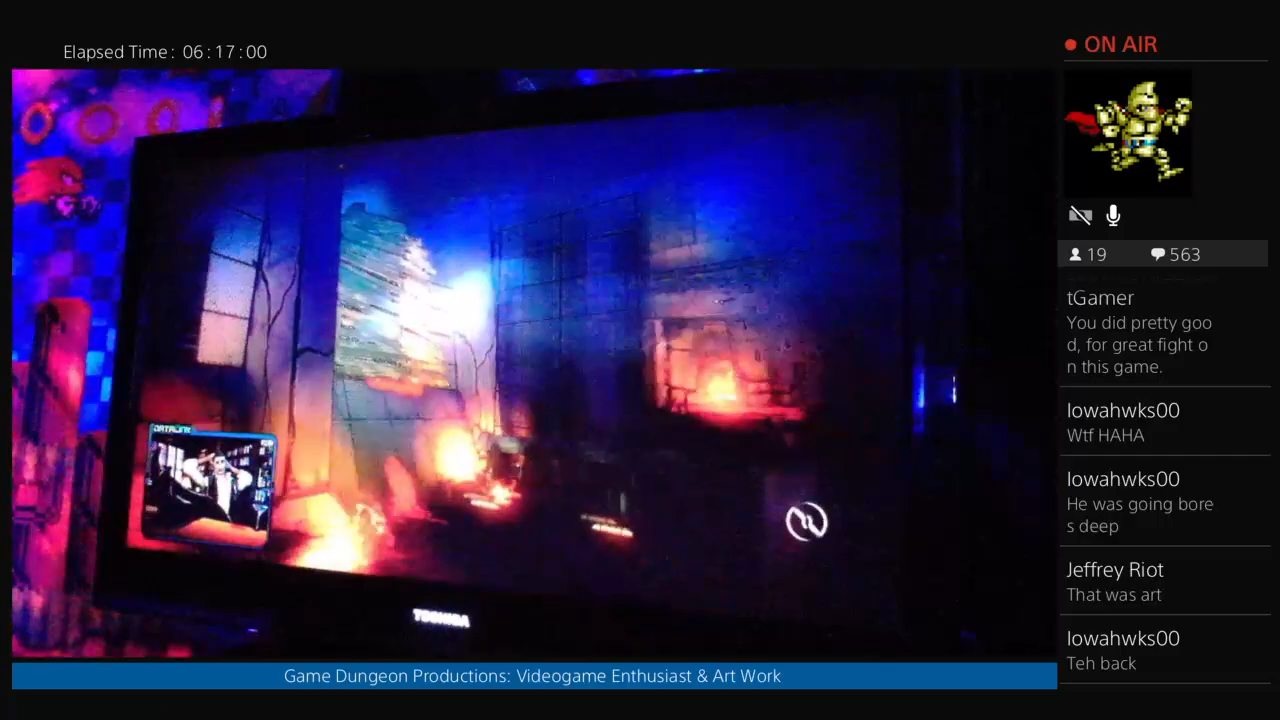 Elapsed Time: 06:17:00
ON AIR
19
563
tGamer
You did pretty goo
d, for great fight o
n this game.
Iowahwks00
Wtf HAHA
Iowahwks00
He was going bore
s deep
Jeffrey Riot
That was art
Iowahwks00
Teh back
DATALINK
TOSHIBA
Game Dungeon Productions: Videogame Enthusiast & Art Work